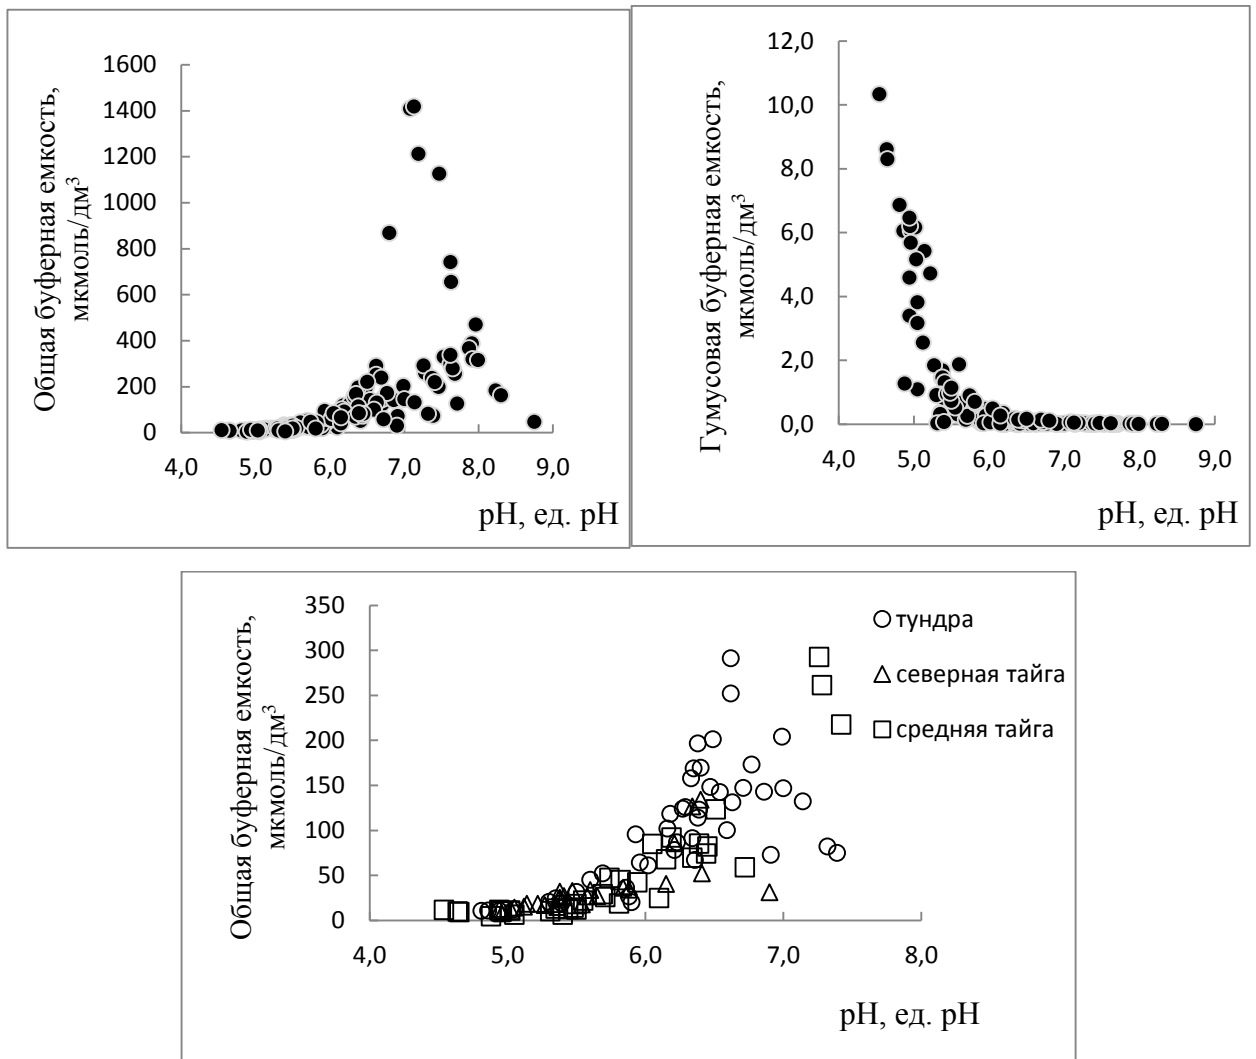 Общая буферная емкость,
мкмоль/дм³
1600
1400
1200
1000
800
600
400
200
0
4,0 5,0 6,0 7,0 8,0 9,0
pH, ед. pH
Гумусовая буферная емкость,
мкмоль/дм³
12,0
10,0
8,0
6,0
4,0
2,0
0,0
4,0 5,0 6,0 7,0 8,0 9,0
pH, ед. pH
Общая буферная емкость,
мкмоль/дм³
350
300
250
200
150
100
50
0
4,0 5,0 6,0 7,0 8,0
pH, ед. pH
тундра
северная тайга
средняя тайга